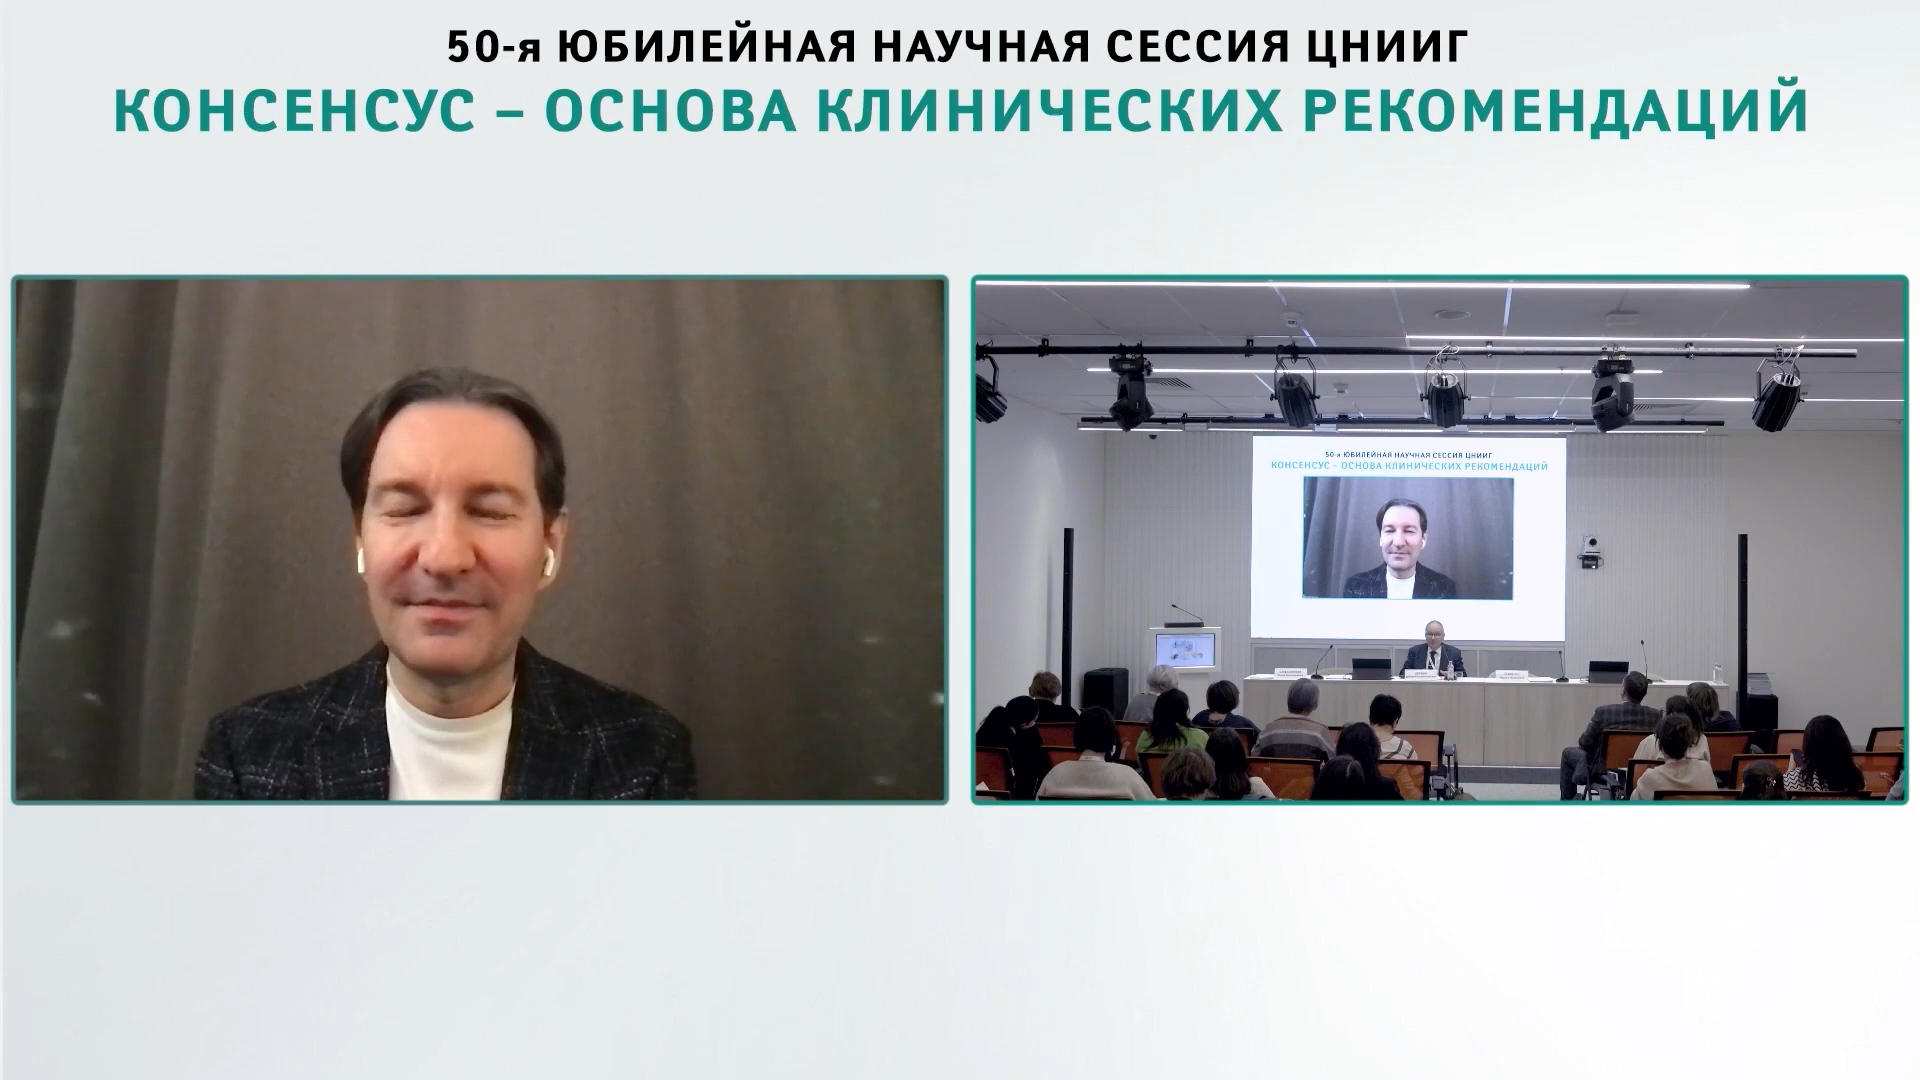 50-я ЮБИЛЕЙНАЯ НАУЧНАЯ СЕССИЯ ЦНИИГ
КОНСЕНСУС – ОСНОВА КЛИНИЧЕСКИХ РЕКОМЕНДАЦИЙ
50-я ЮБИЛЕЙНАЯ НАУЧНАЯ СЕССИЯ ЦНИИГ
КОНСЕНСУС – ОСНОВА КЛИНИЧЕСКИХ РЕКОМЕНДАЦИЙ